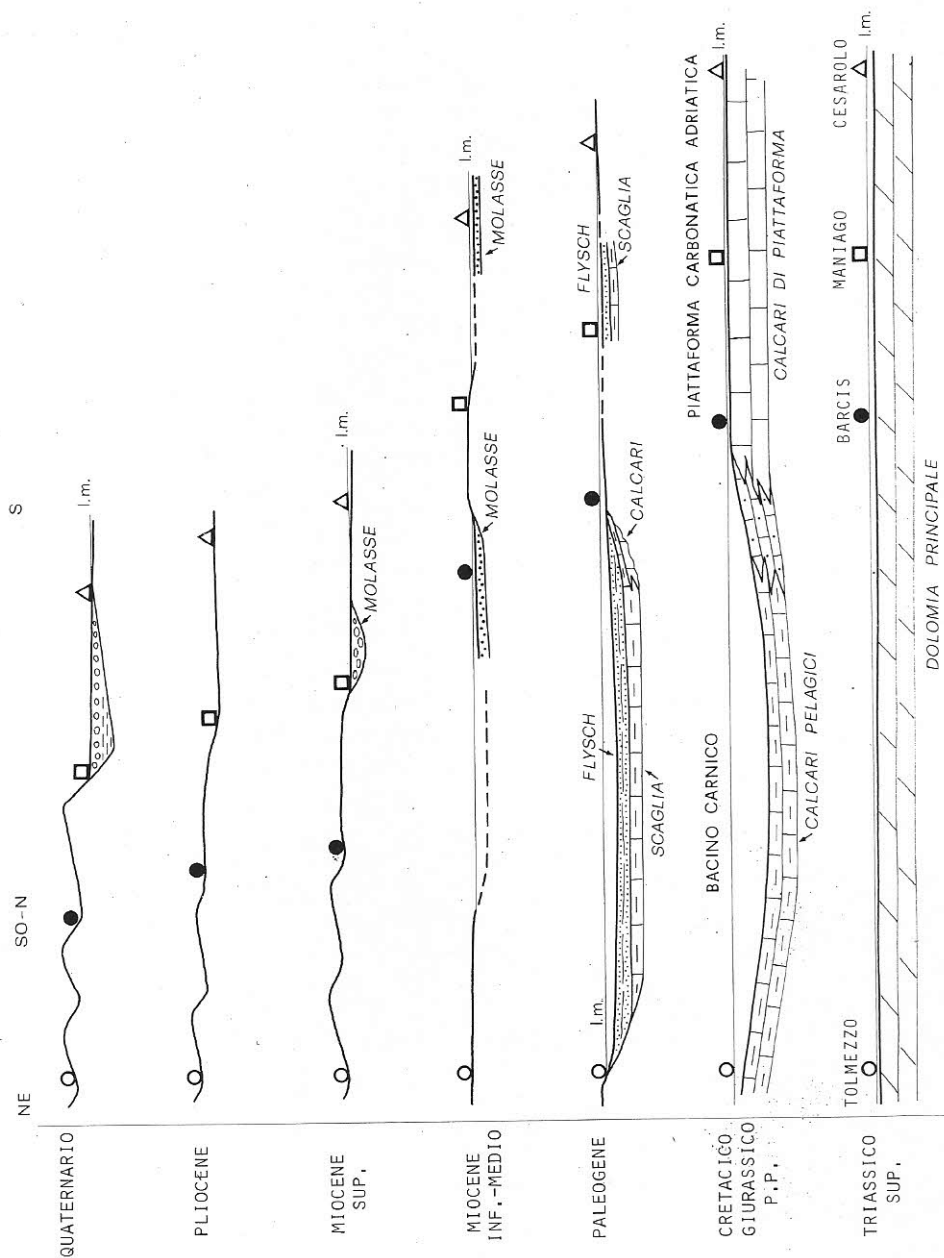 NE
SO-N
S
QUATERNARIO
l.m.
PLIOCENE
MIOCENE
SUP.
l.m.
MOLASSE
MIOCENE
INF.-MEDIO
MOLASSE
l.m.
MOLASSE
PALEOGENE
l.m.
FLYSCH
SCAGLIA
CALCARI
FLYSCH
SCAGLIA
CRETACICO
GIURASSICO
P.P.
BACINO CARNICO
CALCARI PELAGICI
PIATTAFORMA CARBONATICA ADRIATICA
l.m.
CALCARI DI PIATTAFORMA
TRIASSICO
SUP.
TOLMEZZO
BARCIS
MANIAGO
CESAROLO
l.m.
DOLOMIA PRINCIPALE